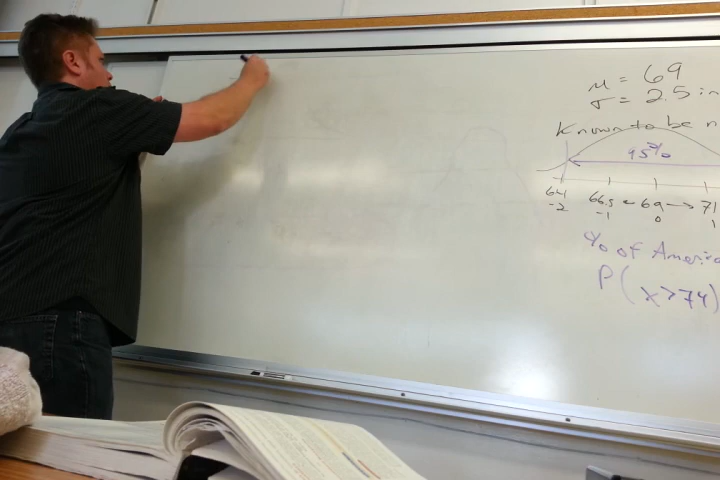 μ = 69
σ = 2.5 in
Known to be n
95%
64 66.5 ← 69 → 71
-2 -1 0 1
% of America
P(x>74)